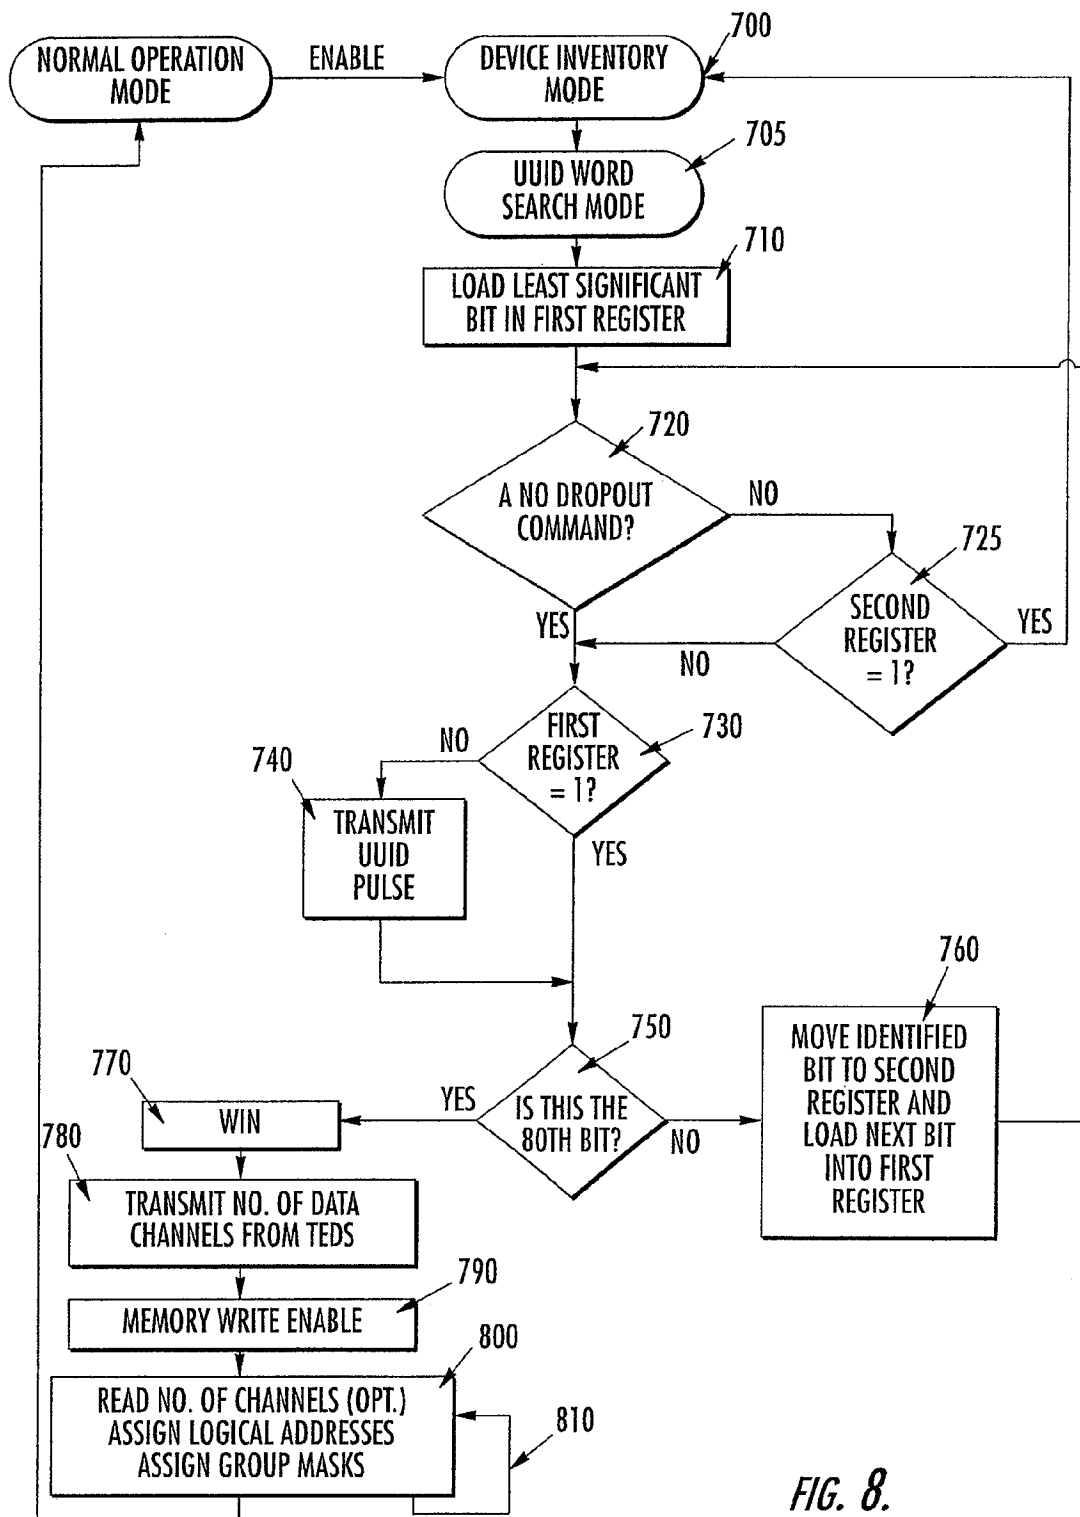 NORMAL OPERATION
MODE
ENABLE
DEVICE INVENTORY
MODE
700
UUID WORD
SEARCH MODE
705
710
LOAD LEAST SIGNIFICANT
BIT IN FIRST REGISTER
720
A NO DROPOUT
COMMAND?
NO
YES
725
SECOND
REGISTER
= 1?
YES
NO
FIRST
REGISTER
= 1?
730
NO
YES
740
TRANSMIT
UUID
PULSE
750
IS THIS THE
80TH BIT?
YES
NO
760
MOVE IDENTIFIED
BIT TO SECOND
REGISTER AND
LOAD NEXT BIT
INTO FIRST
REGISTER
770
WIN
780
TRANSMIT NO. OF DATA
CHANNELS FROM TEDS
790
MEMORY WRITE ENABLE
800
READ NO. OF CHANNELS (OPT.)
ASSIGN LOGICAL ADDRESSES
ASSIGN GROUP MASKS
810
FIG. 8.